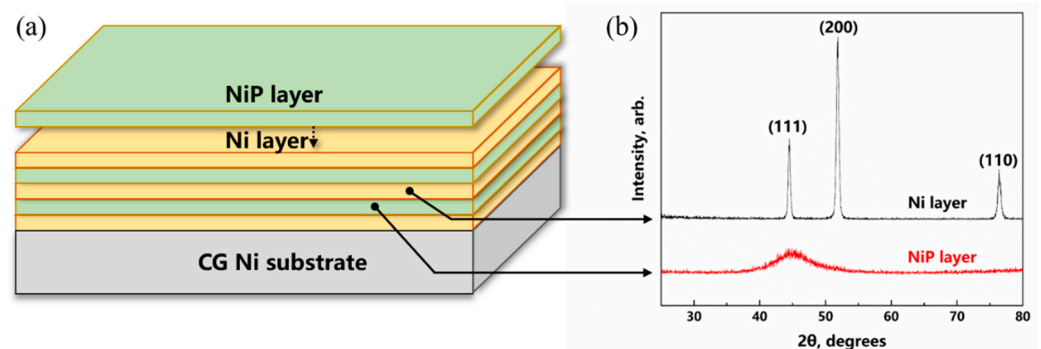 (a)
NiP layer
Ni layer
CG Ni substrate
(b)
(200)
(111)
(110)
Ni layer
NiP layer
Intensity, arb.
30 40 50 60 70 80
2θ, degrees